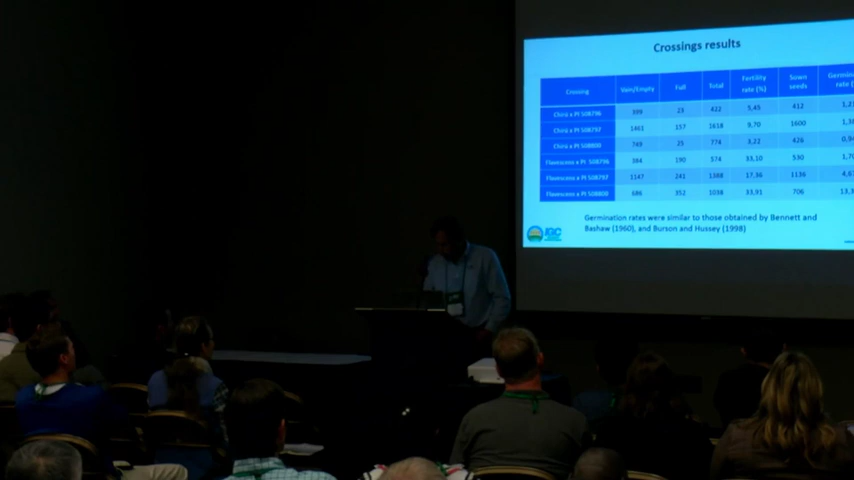 Crossings results
Crossing Vain/Empty Full Total Fertility rate (%) Sown seeds
Chirú x PI 508796 399 23 422 5,45 412
Chirú x PI 508797 1461 157 1618 9,70 1600
Chirú x PI 508800 749 25 774 3,22 426
Flavescens x PI 508796 384 190 574 33,10 530
Flavescens x PI 508797 1147 241 1388 17,36 1136
Flavescens x PI 508800 686 352 1038 33,91 706
Germination rates were similar to those obtained by Bennett and
Bashaw (1960), and Burson and Hussey (1998)
IGC